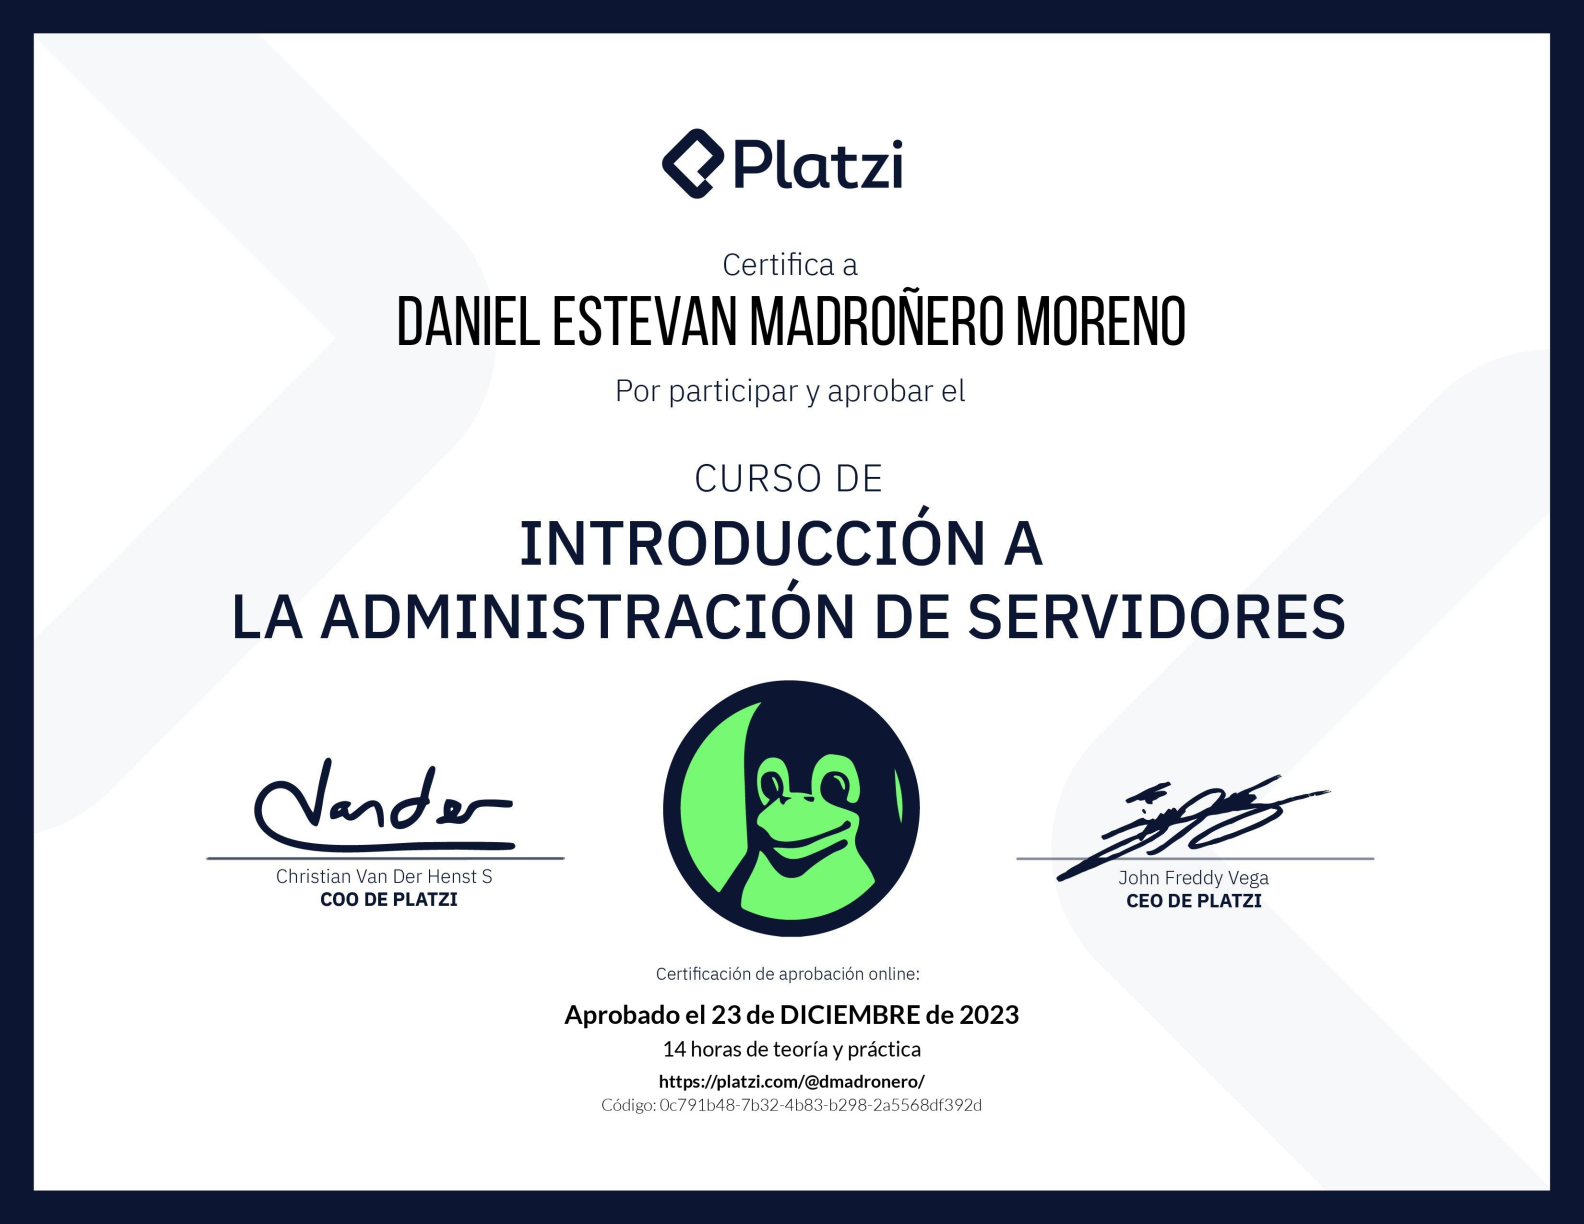 Platzi
Certifica a
DANIEL ESTEVAN MADROÑERO MORENO
Por participar y aprobar el
CURSO DE
INTRODUCCIÓN A
LA ADMINISTRACIÓN DE SERVIDORES
Vander
Christian Van Der Henst S
COO DE PLATZI
John Freddy Vega
CEO DE PLATZI
Certificación de aprobación online:
Aprobado el 23 de DICIEMBRE de 2023
14 horas de teoría y práctica
https://platzi.com/@dmadronero/
Código: 0c791b48-7b32-4b83-b298-2a5568df392d